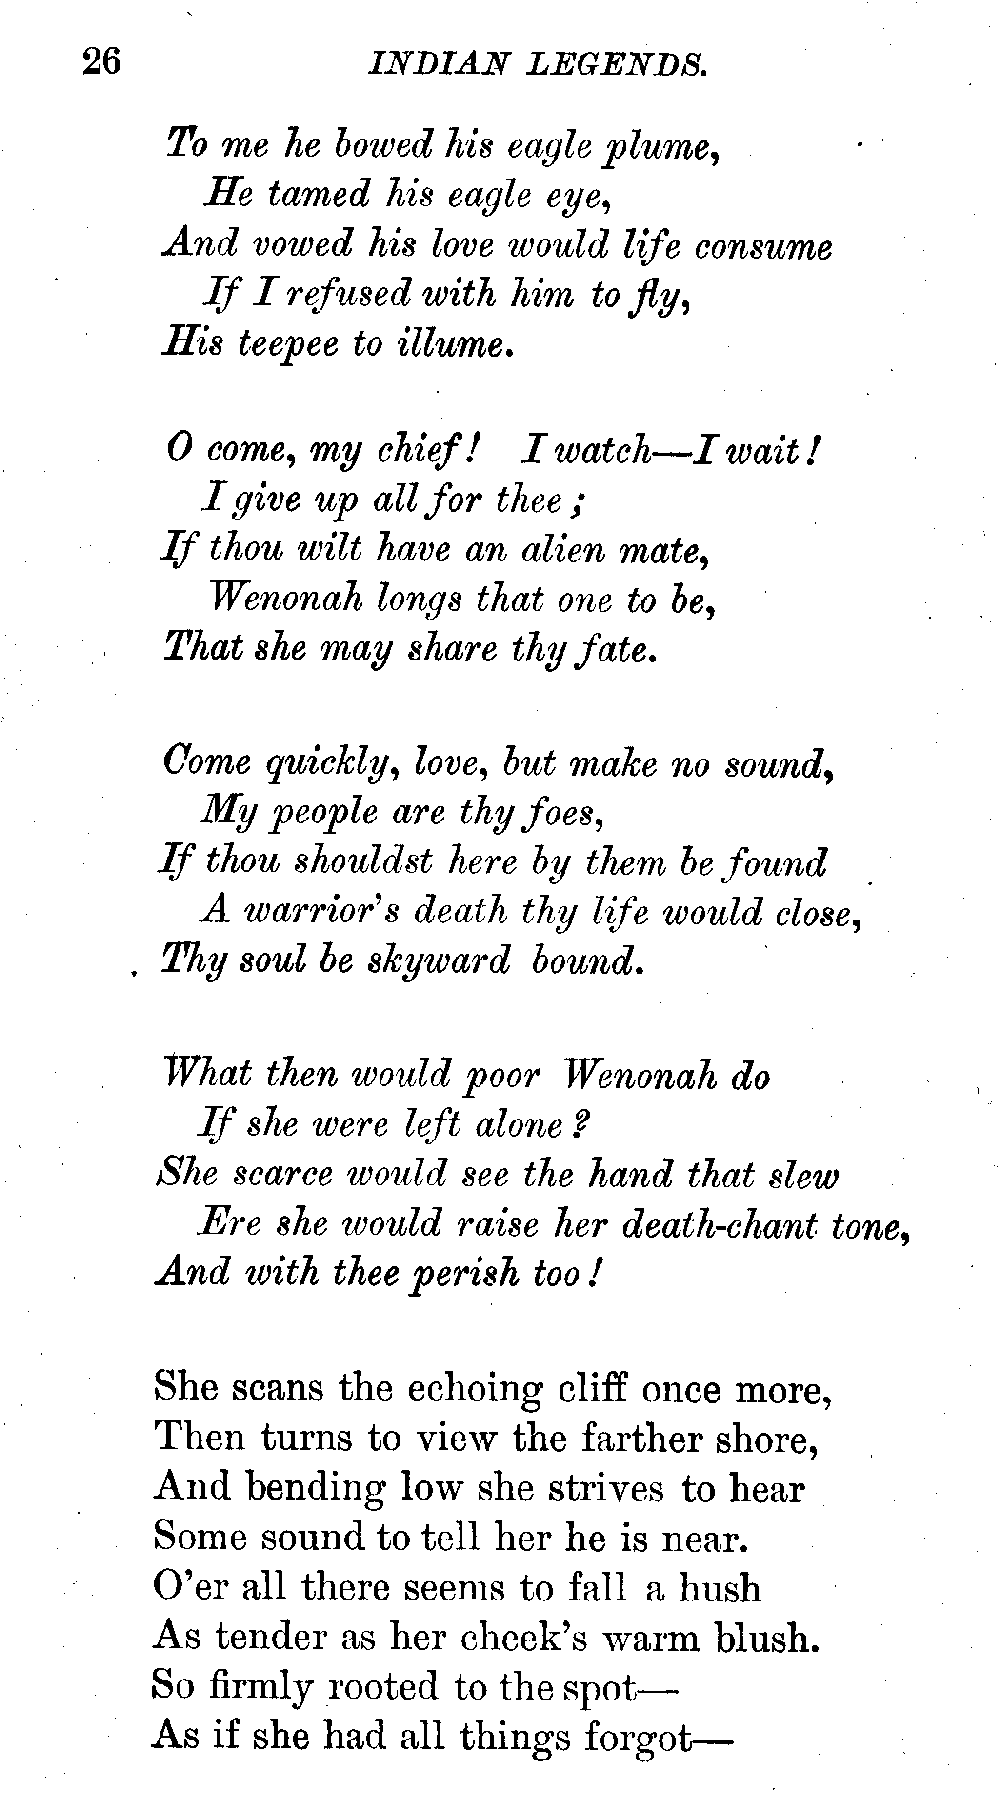 26 INDIAN LEGENDS.
To me he bowed his eagle plume,
He tamed his eagle eye,
And vowed his love would life consume
If I refused with him to fly,
His teepee to illume.
O come, my chief! I watch—I wait!
I give up all for thee;
If thou wilt have an alien mate,
Wenonah longs that one to be,
That she may share thy fate.
Come quickly, love, but make no sound,
My people are thy foes,
If thou shouldst here by them be found
A warrior's death thy life would close,
Thy soul be skyward bound.
What then would poor Wenonah do
If she were left alone?
She scarce would see the hand that slew
Ere she would raise her death-chant tone,
And with thee perish too!
She scans the echoing cliff once more,
Then turns to view the farther shore,
And bending low she strives to hear
Some sound to tell her he is near.
O'er all there seems to fall a hush
As tender as her cheek's warm blush.
So firmly rooted to the spot—
As if she had all things forgot—